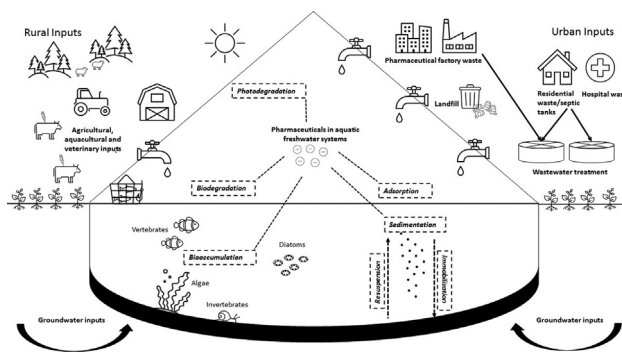 Rural Inputs
Urban Inputs
Pharmaceutical factory waste
Residential
waste/septic
tanks
Hospital was
Landfill
Photodegradation
Agricultural,
aquacultural and
veterinary inputs
Pharmaceuticals in aquatic
freshwater systems
Wastewater treatment
Biodegradation
Adsorption
Sedimentation
Vertebrates
Bioaccumulation
Diatoms
Resuspension
Immobilization
Algae
Invertebrates
Groundwater inputs
Groundwater inputs